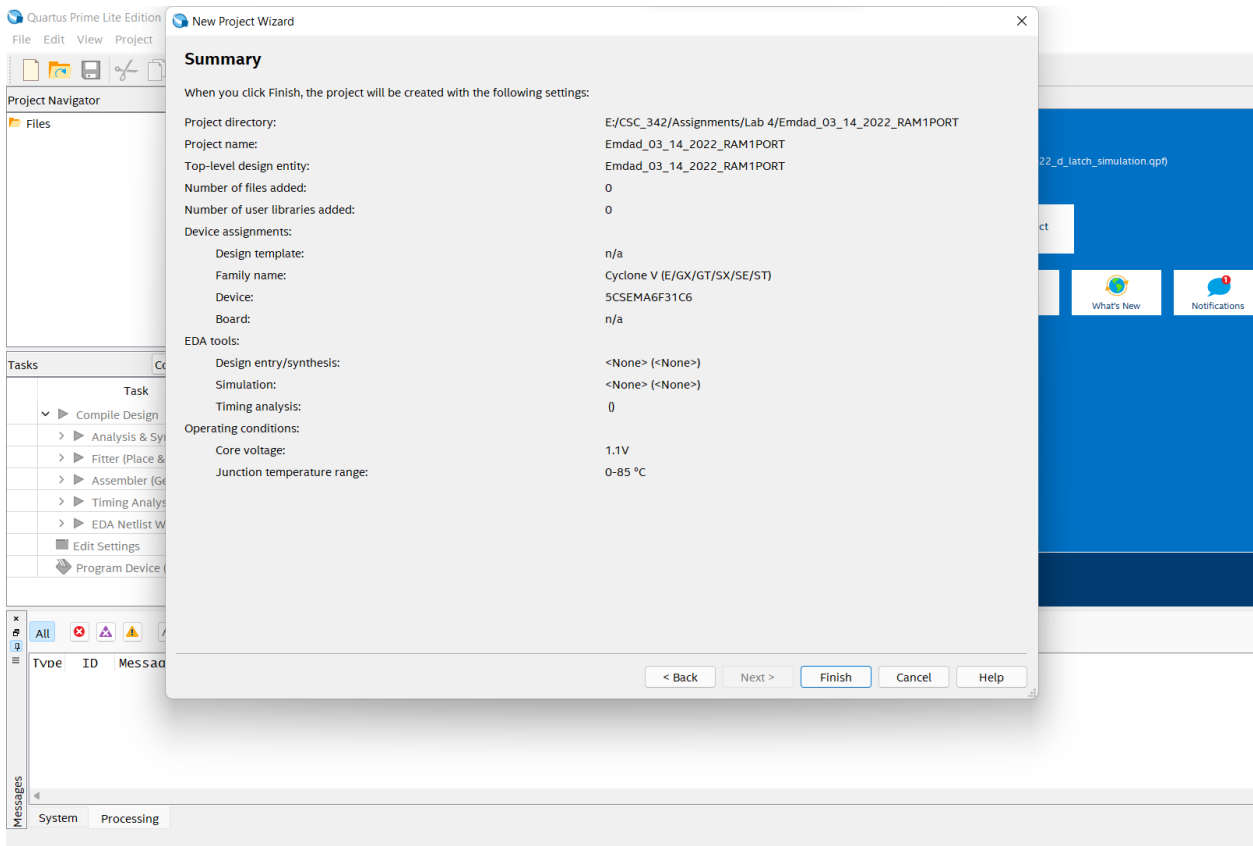 Quartus Prime Lite Edition
File Edit View Project
Project Navigator
Files
Tasks
Task
Compile Design
Analysis &
Fitter (Place &
Assembler
Timing
EDA Netlist
Edit Settings
Program Device
All
Type ID
Messages
System Processing
New Project Wizard
Summary
When you click Finish, the project will be created with the following settings:
Project directory: E:/CSC_342/Assignments/Lab 4/Emdad_03_14_2022_RAM1PORT
Project name: Emdad_03_14_2022_RAM1PORT
Top-level design entity: Emdad_03_14_2022_RAM1PORT
Number of files added: 0
Number of user libraries added: 0
Device assignments:
Design template: n/a
Family name: Cyclone V (E/GX/GT/SX/SE/ST)
Device: 5CSEMA6F31C6
Board: n/a
EDA tools:
Design entry/synthesis: <None> (<None>)
Simulation: <None> (<None>)
Timing analysis: ()
Operating conditions:
Core voltage: 1.1V
Junction temperature range: 0-85 ºC
< Back Next > Finish Cancel Help
22_d_latch_simulation.qpf)
ct
What's New
1
Notifications